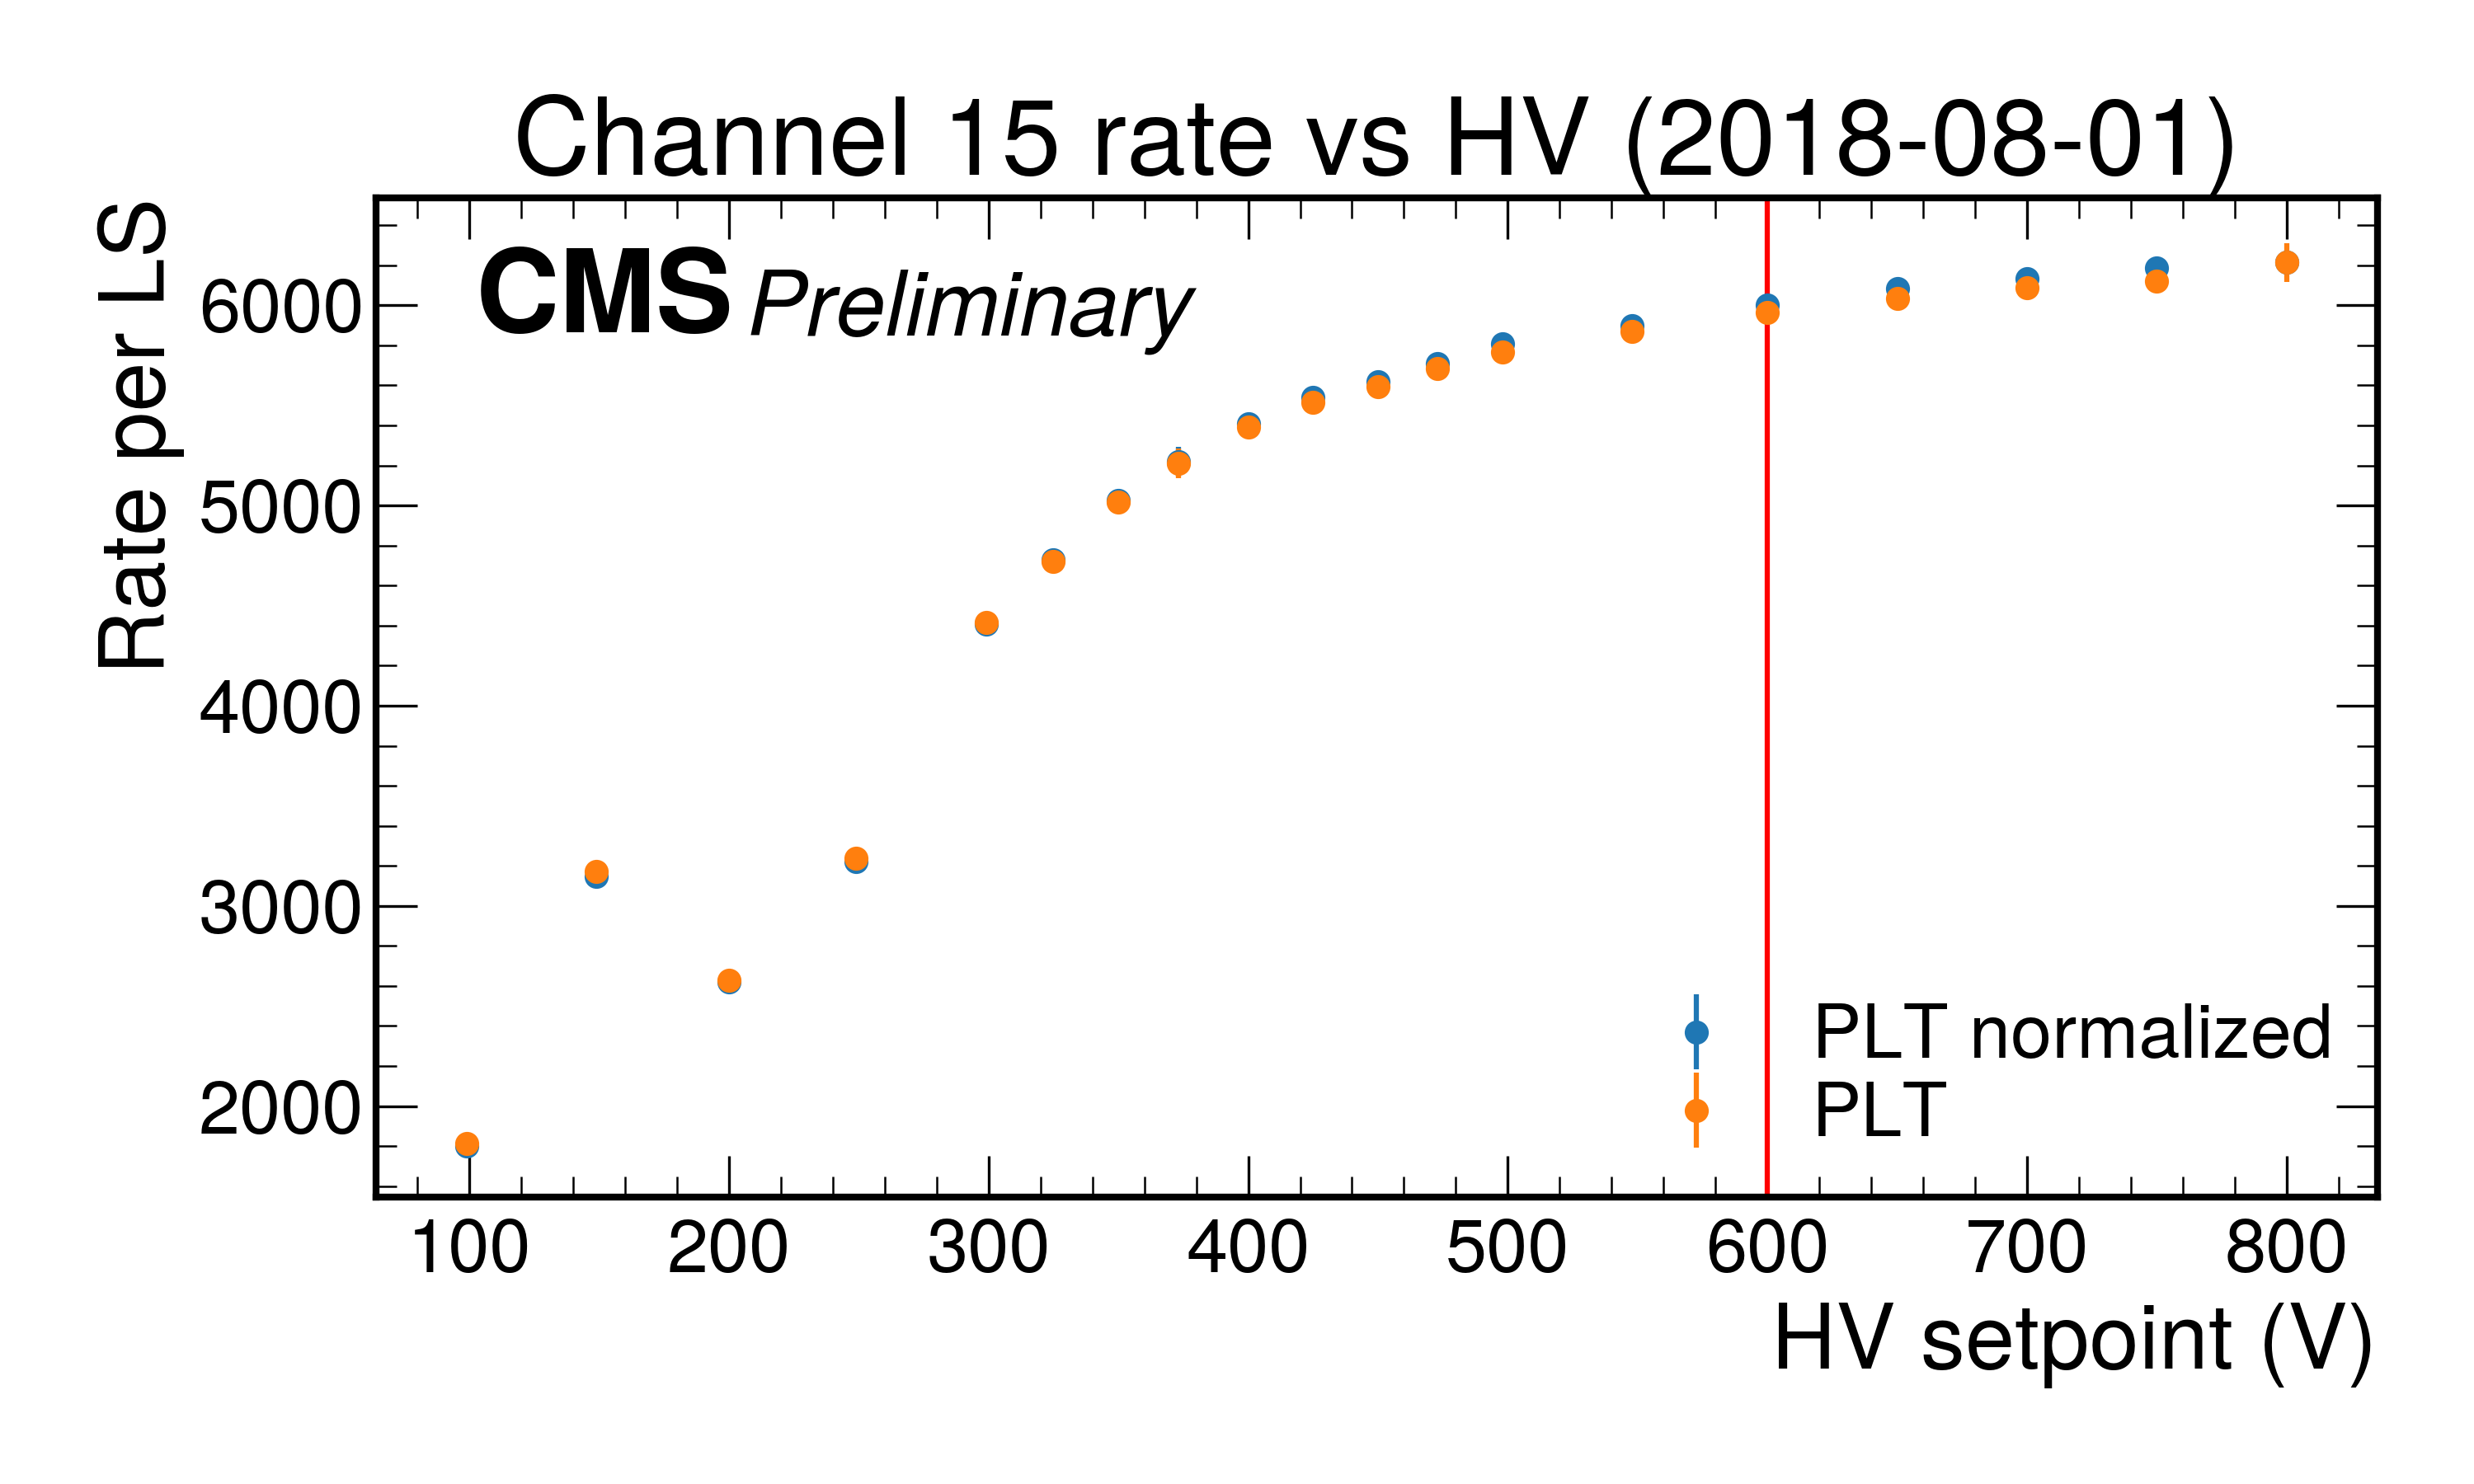 Channel 15 rate vs HV (2018-08-01)
CMS Preliminary
Rate per LS
6000
5000
4000
3000
2000
PLT normalized
PLT
100 200 300 400 500 600 700 800
HV setpoint (V)